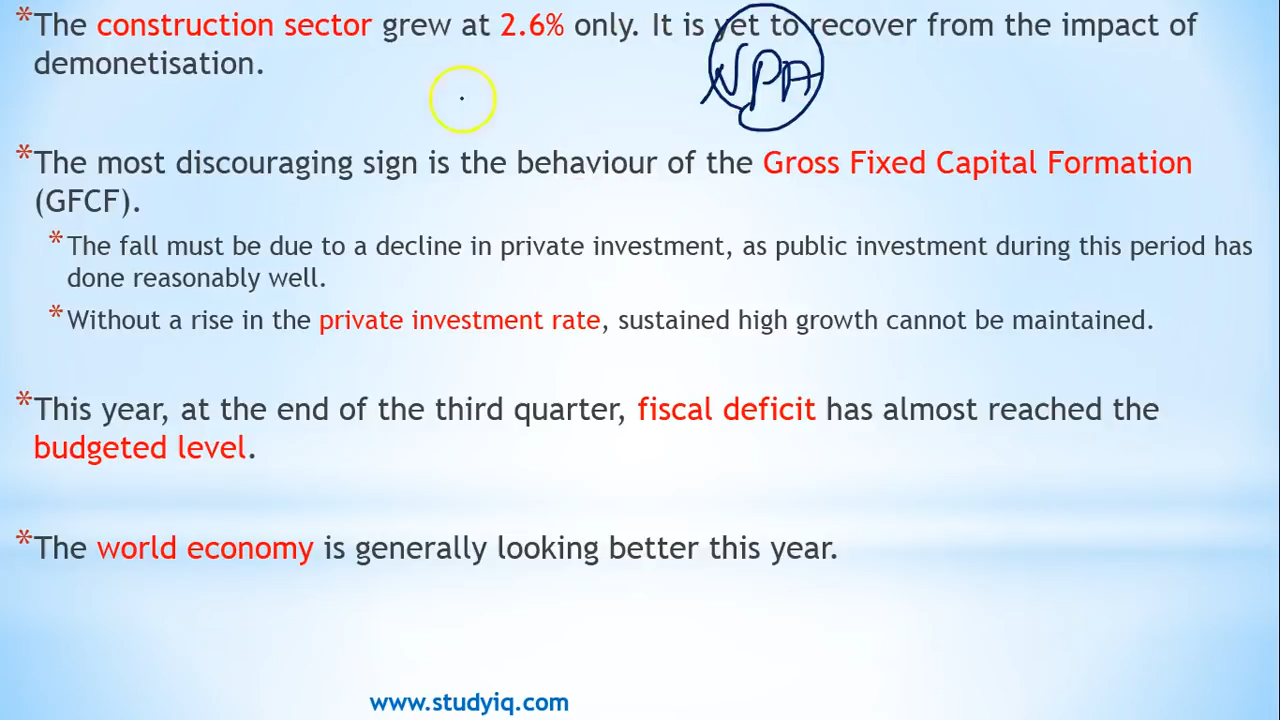 *The construction sector grew at 2.6% only. It is yet to recover from the impact of
demonetisation.
NPA
*The most discouraging sign is the behaviour of the Gross Fixed Capital Formation
(GFCF).
*The fall must be due to a decline in private investment, as public investment during this period has
done reasonably well.
*Without a rise in the private investment rate, sustained high growth cannot be maintained.
*This year, at the end of the third quarter, fiscal deficit has almost reached the
budgeted level.
*The world economy is generally looking better this year.
www.studyiq.com